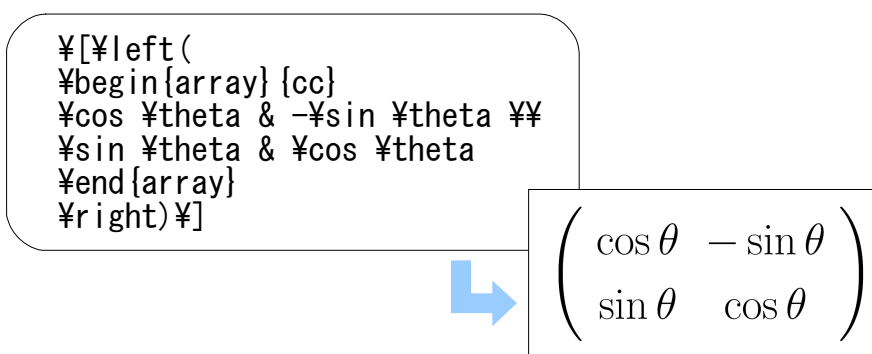 ¥[¥left(
¥begin{array}{cc}
¥cos ¥theta & -¥sin ¥theta ¥¥
¥sin ¥theta & ¥cos ¥theta
¥end{array}
¥right)¥]
( cos θ − sin θ
sin θ cos θ )